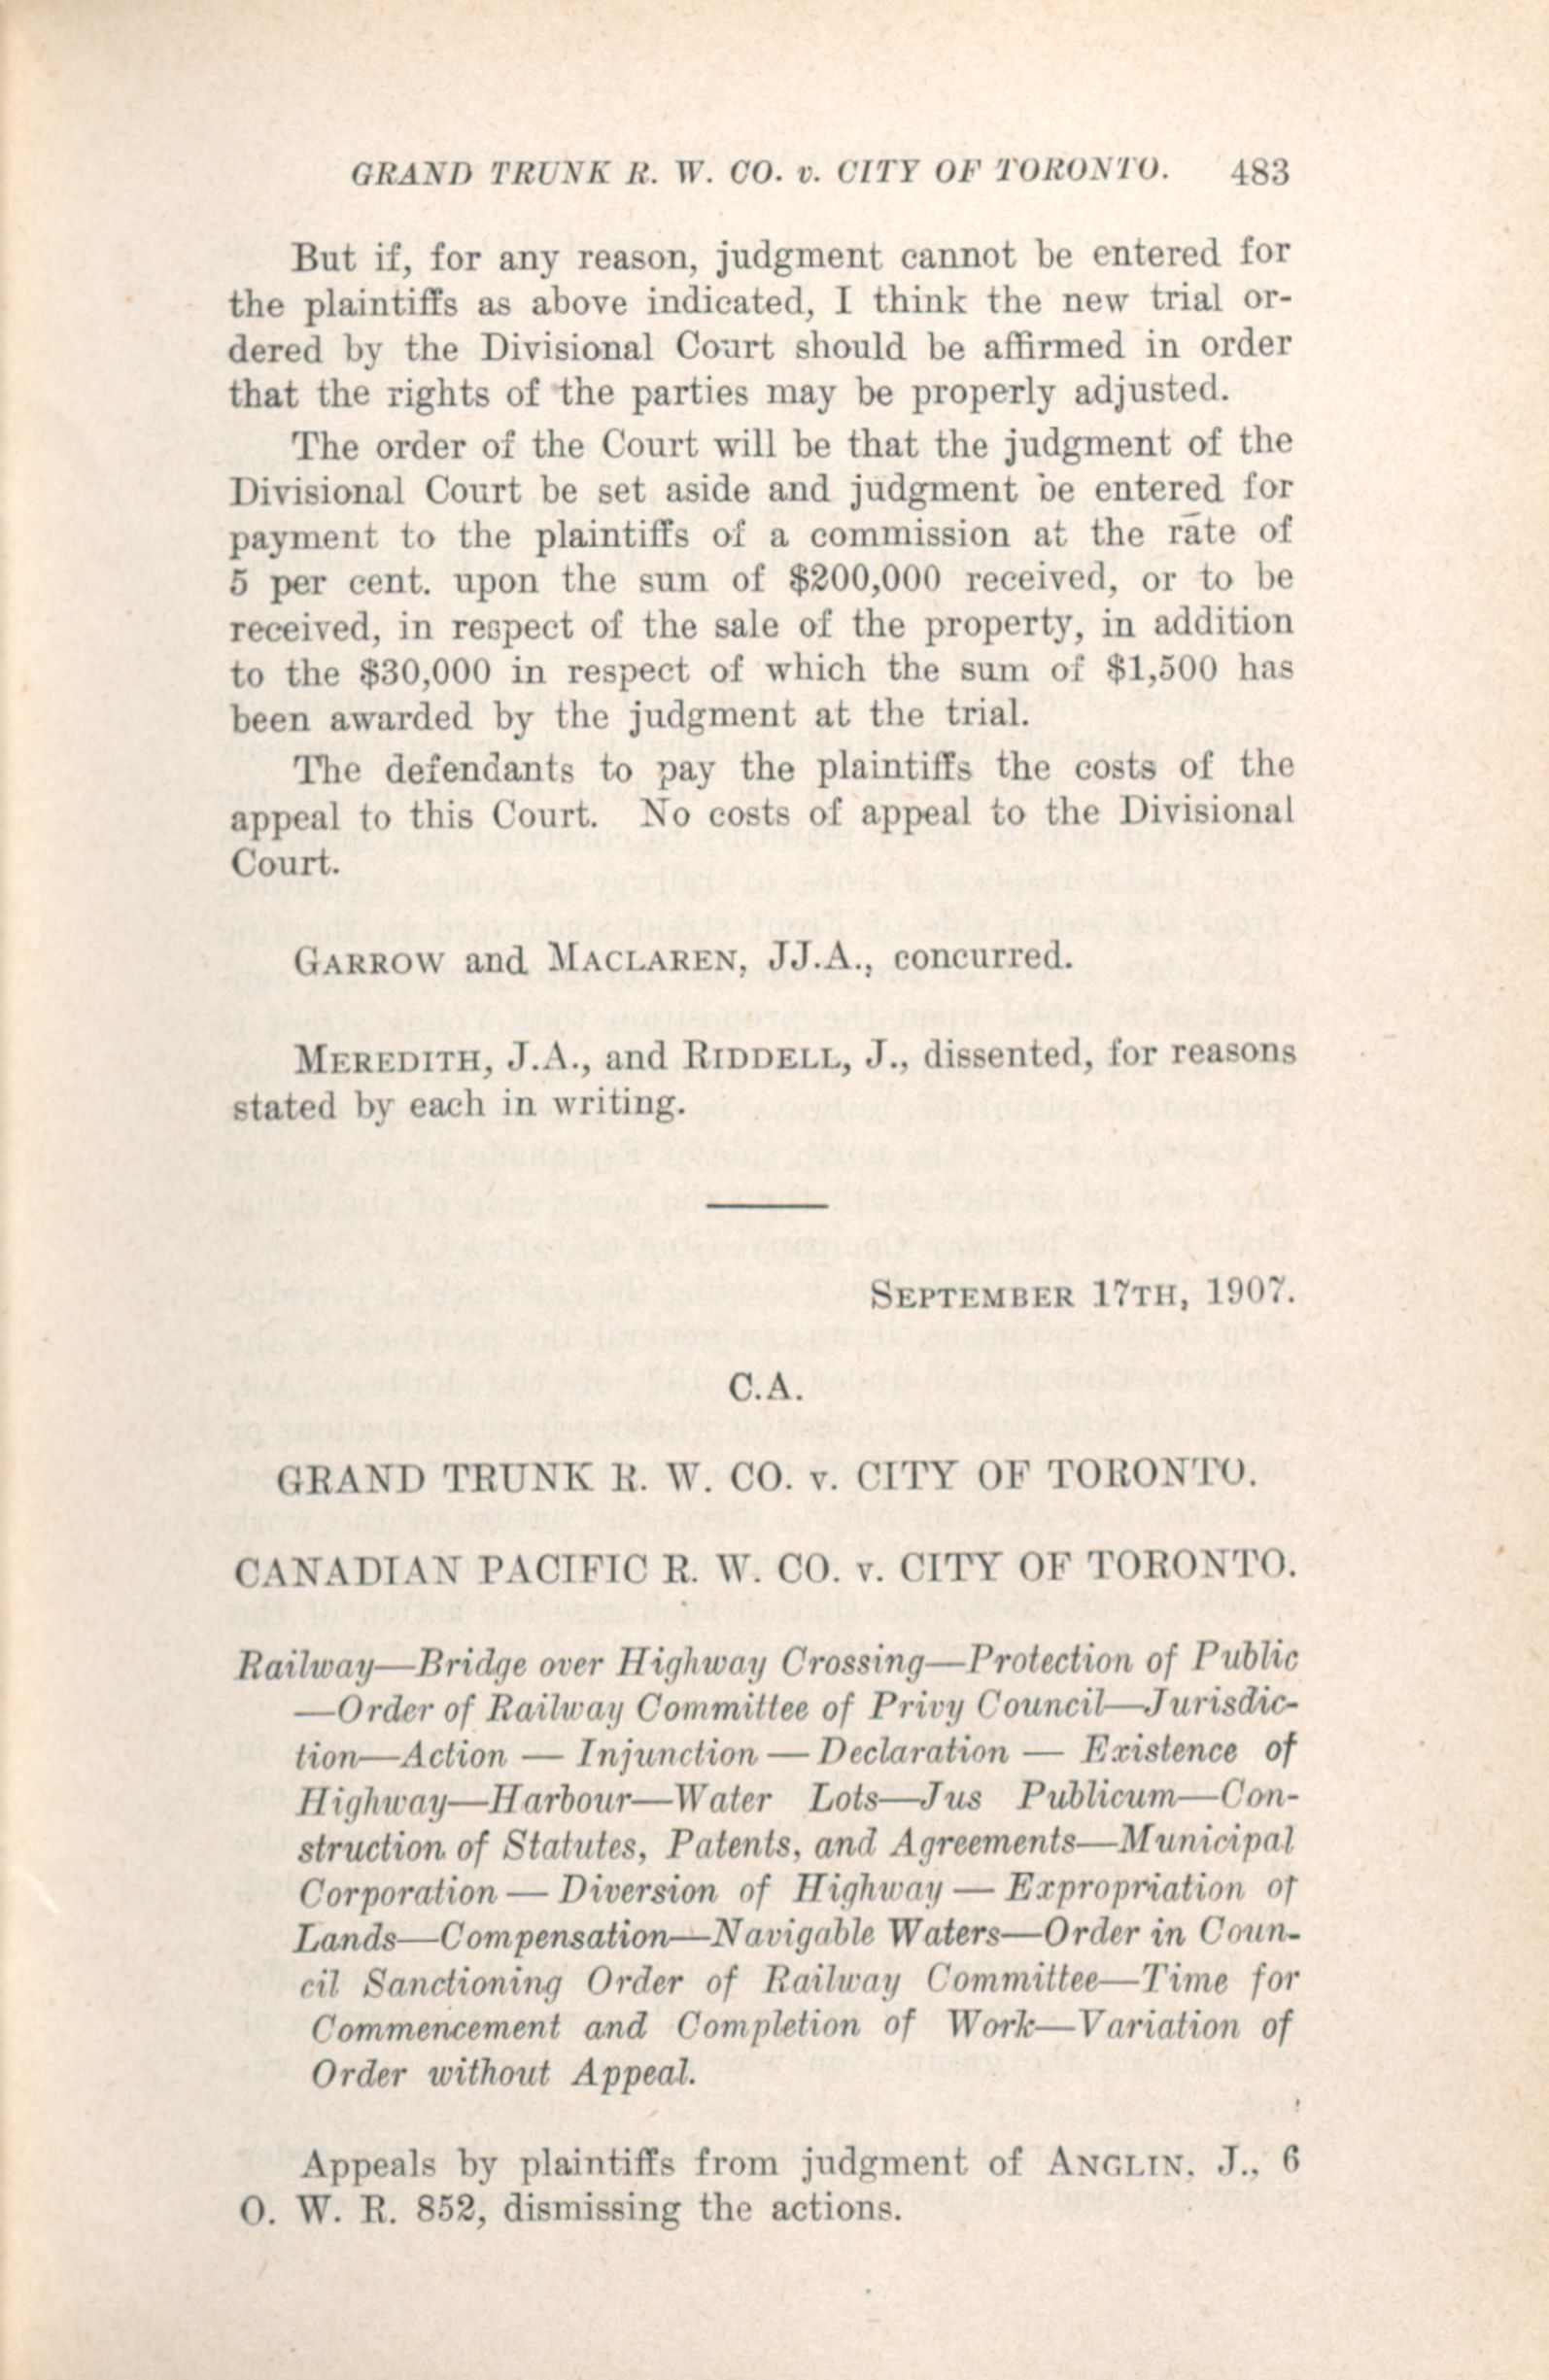 GRAND TRUNK R. W. CO. v. CITY OF TORONTO. 483
But if, for any reason, judgment cannot be entered for
the plaintiffs as above indicated, I think the new trial or-
dered by the Divisional Court should be affirmed in order
that the rights of the parties may be properly adjusted.
The order of the Court will be that the judgment of the
Divisional Court be set aside and judgment be entered for
payment to the plaintiffs of a commission at the rate of
5 per cent. upon the sum of $200,000 received, or to be
received, in respect of the sale of the property, in addition
to the $30,000 in respect of which the sum of $1,500 has
been awarded by the judgment at the trial.
The defendants to pay the plaintiffs the costs of the
appeal to this Court. No costs of appeal to the Divisional
Court.
GARROW and MACLAREN, JJ.A., concurred.
MEREDITH, J.A., and RIDDELL, J., dissented, for reasons
stated by each in writing.
SEPTEMBER 17TH, 1907.
C.A.
GRAND TRUNK R. W. CO. v. CITY OF TORONTO.
CANADIAN PACIFIC R. W. CO. v. CITY OF TORONTO.
Railway—Bridge over Highway Crossing—Protection of Public
—Order of Railway Committee of Privy Council—Jurisdic-
tion—Action — Injunction — Declaration — Existence of
Highway—Harbour—Water Lots—Jus Publicum—Con-
struction of Statutes, Patents, and Agreements—Municipal
Corporation — Diversion of Highway — Expropriation of
Lands—Compensation—Navigable Waters—Order in Coun-
cil Sanctioning Order of Railway Committee—Time for
Commencement and Completion of Work—Variation of
Order without Appeal.
Appeals by plaintiffs from judgment of ANGLIN, J., 6
O. W. R. 852, dismissing the actions.